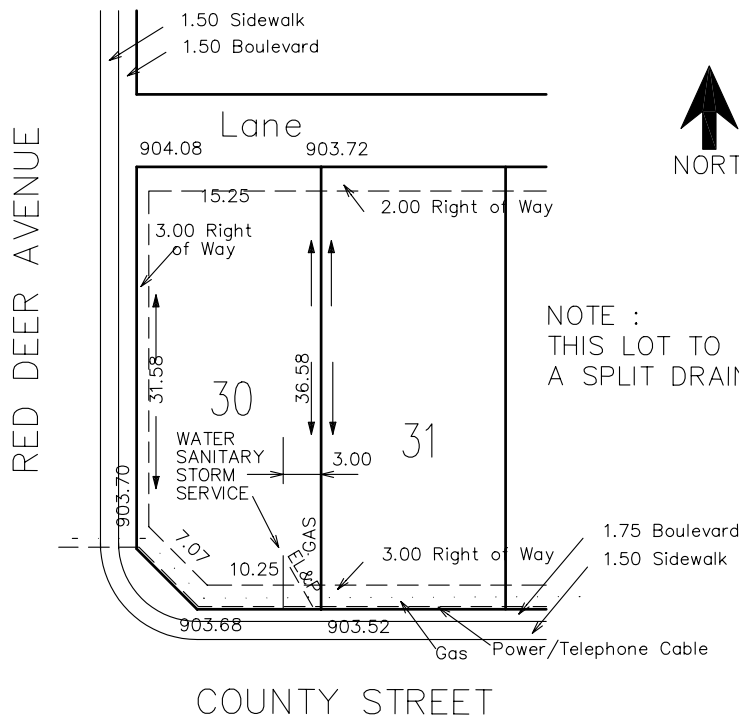 1.50 Sidewalk
1.50 Boulevard
Lane
904.08
903.72
NORT
15.25
2.00 Right of Way
3.00 Right
of Way
RED DEER AVENUE
NOTE :
THIS LOT TO
A SPLIT DRAIN
31.58
36.58
30
31
WATER
SANITARY
STORM
SERVICE
3.00
903.70
7.07
GAS
EL&P
10.25
3.00 Right of Way
1.75 Boulevard
1.50 Sidewalk
903.68
903.52
Gas
Power/Telephone Cable
COUNTY STREET